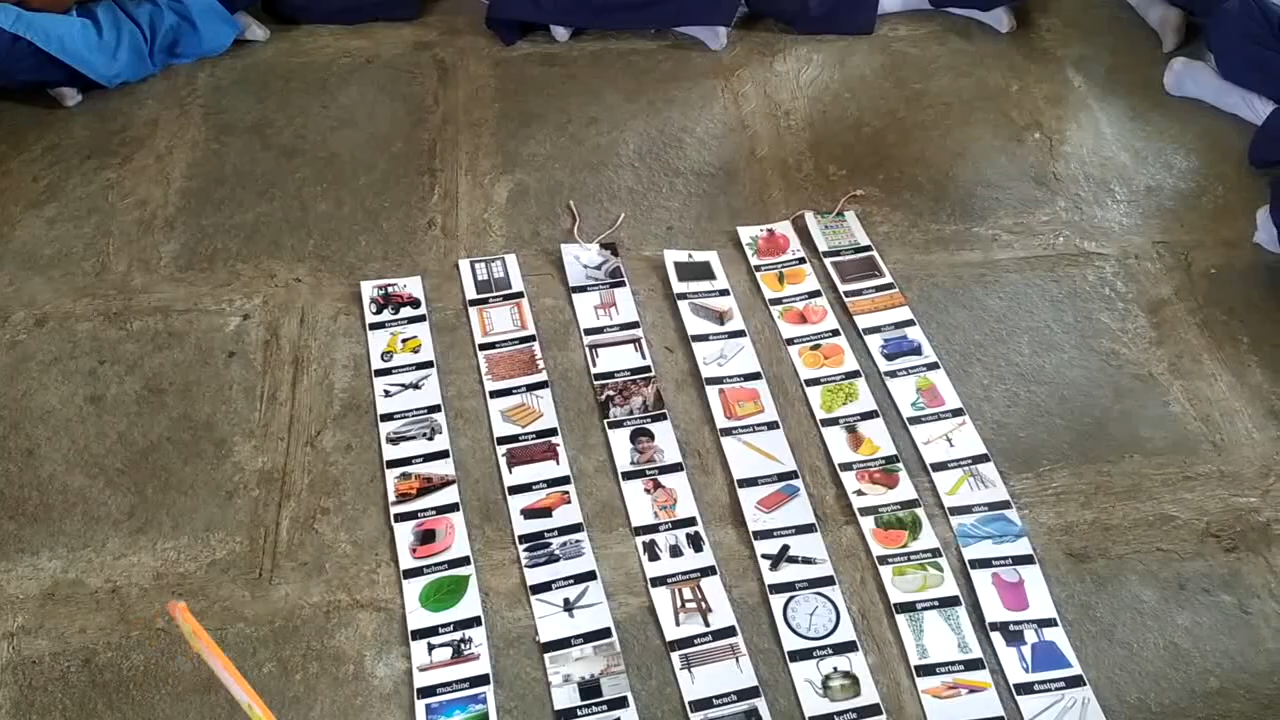 tractor
scooter
aeroplane
car
train
helmet
leaf
machine
door
window
wall
steps
sofa
bed
pillow
fan
kitchen
teacher
chair
table
children
boy
girl
uniforms
stool
bench
blackboard
duster
chalks
school bag
pencil
eraser
pen
clock
kettle
pomegranate
mangoes
strawberries
oranges
grapes
pineapple
apples
water melon
guava
curtain
chart
slate
ruler
ink bottle
water bag
see-saw
slide
towel
dustbin
dustpan